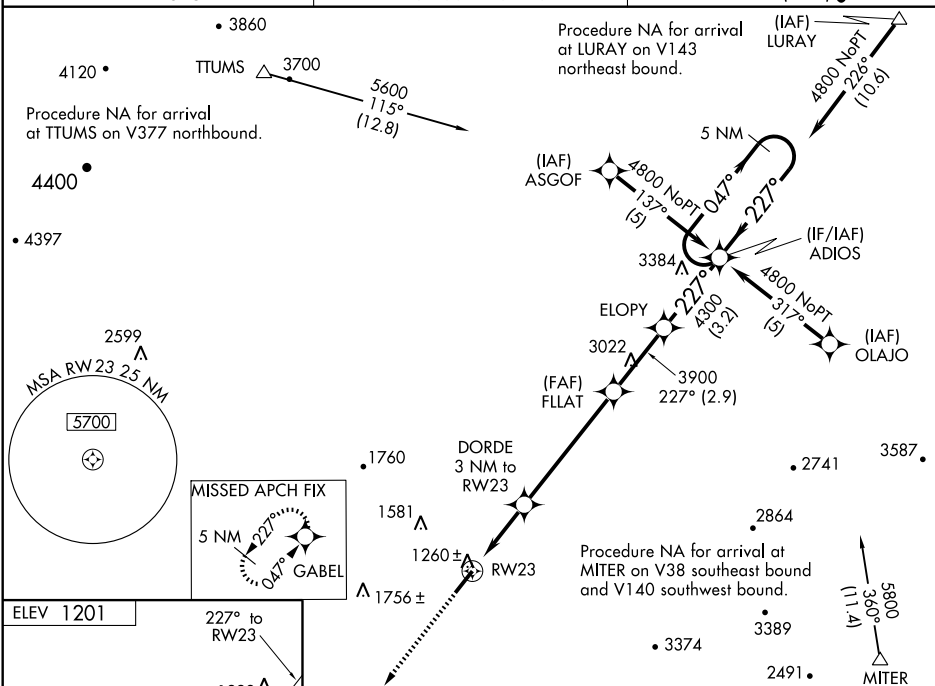 3860
Procedure NA for arrival
at LURAY on V143
northeast bound.
(IAF)
LURAY
4120
TTUMS
3700
5600
115°
(12.8)
4800 NoPT
226°
(10.6)
Procedure NA for arrival
at TTUMS on V377 northbound.
5 NM
4400
(IAF)
ASGOF
4800 NoPT
137°
(5)
047°
227°
4397
(IF/IAF)
ADIOS
3384
4800 NoPT
317°
(5)
227°
4300
(3.2)
ELOPY
(IAF)
OLAJO
2599
3022
MSA RW23 25 NM
5700
(FAF)
FLLAT
3900
227° (2.9)
DORDE
3 NM to
RW23
1760
2741
3587
MISSED APCH FIX
5 NM
227°
047°
GABEL
1581
2864
1260±
RW23
Procedure NA for arrival at
MITER on V38 southeast bound
and V140 southwest bound.
1756±
5800
360°
(11.4)
ELEV 1201
227° to
RW23
3389
3374
2491
MITER